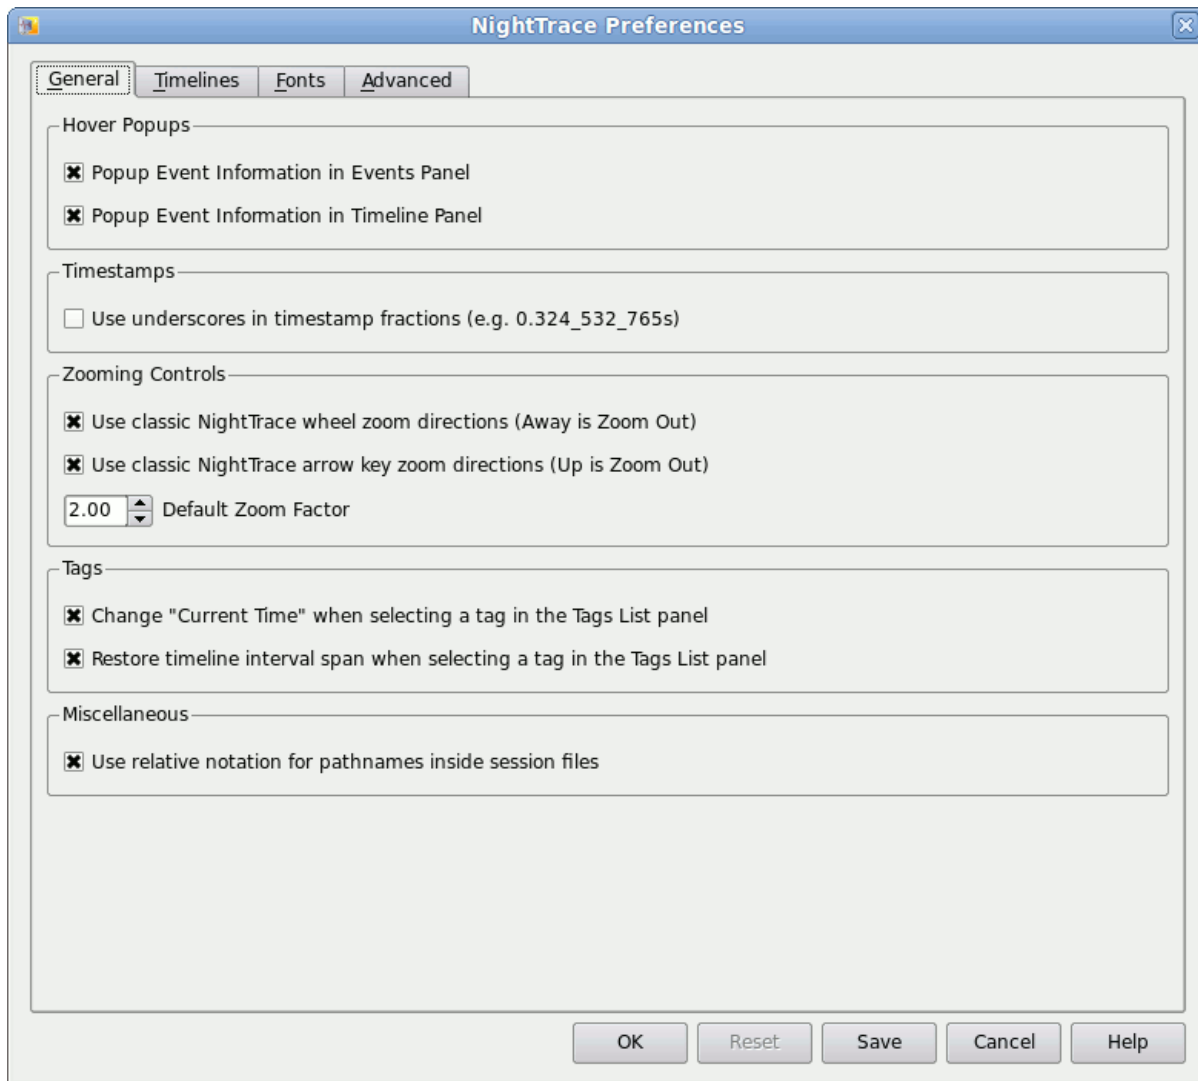 NightTrace Preferences
General Timelines Fonts Advanced
Hover Popups
Popup Event Information in Events Panel
Popup Event Information in Timeline Panel
Timestamps
Use underscores in timestamp fractions (e.g. 0.324_532_765s)
Zooming Controls
Use classic NightTrace wheel zoom directions (Away is Zoom Out)
Use classic NightTrace arrow key zoom directions (Up is Zoom Out)
2.00 Default Zoom Factor
Tags
Change "Current Time" when selecting a tag in the Tags List panel
Restore timeline interval span when selecting a tag in the Tags List panel
Miscellaneous
Use relative notation for pathnames inside session files
OK Reset Save Cancel Help